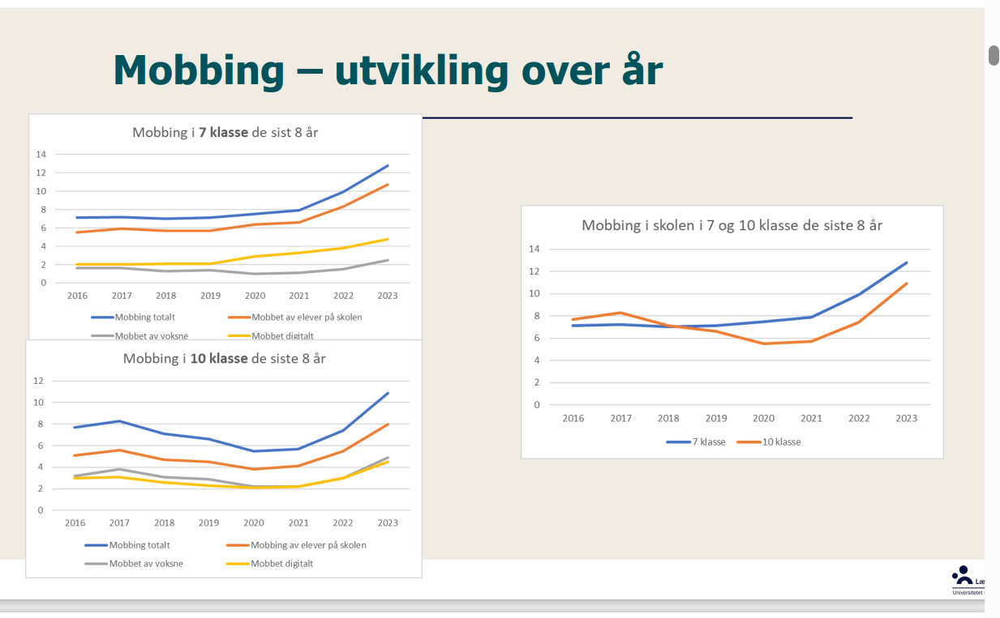 Mobbing – utvikling over år
Mobbing i 7 klasse de sist 8 år
14
12
10
8
6
4
2
0
2016 2017 2018 2019 2020 2021 2022 2023
Mobbing totalt Mobbet av elever på skolen
Mobbet av voksne Mobbet digitalt
Mobbing i 10 klasse de siste 8 år
12
10
8
6
4
2
0
2016 2017 2018 2019 2020 2021 2022 2023
Mobbing totalt Mobbing av elever på skolen
Mobbet av voksne Mobbet digitalt
Mobbing i skolen i 7 og 10 klasse de siste 8 år
14
12
10
8
6
4
2
0
2016 2017 2018 2019 2020 2021 2022 2023
7 klasse 10 klasse
Universitetet i